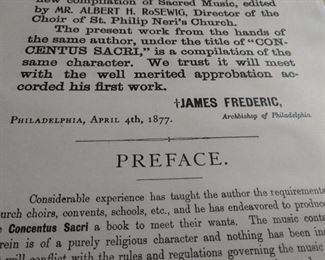 new compilation of Sacred Music, edited
by MR. ALBERT H. ROSEWIG, Director of the
Choir of St. Philip Neri's Church.
The present work from the hands of
the same author, under the title of "CON-
CENTUS SACRI," is a compilation of the
same character. We trust it will meet
with the well merited approbation ac-
corded his first work.
†JAMES FREDERIC,
PHILADELPHIA, APRIL 4th, 1877. Archbishop of Philadelphia.
PREFACE.
Considerable experience has taught the author the requirements
urch choirs, convents, schools, etc., and he has endeavored to produce
e Concentus Sacri a book to meet their wants. The music conta
rein is of a purely religious character and nothing has been in
ill conflict with the rules and regulations governing the music